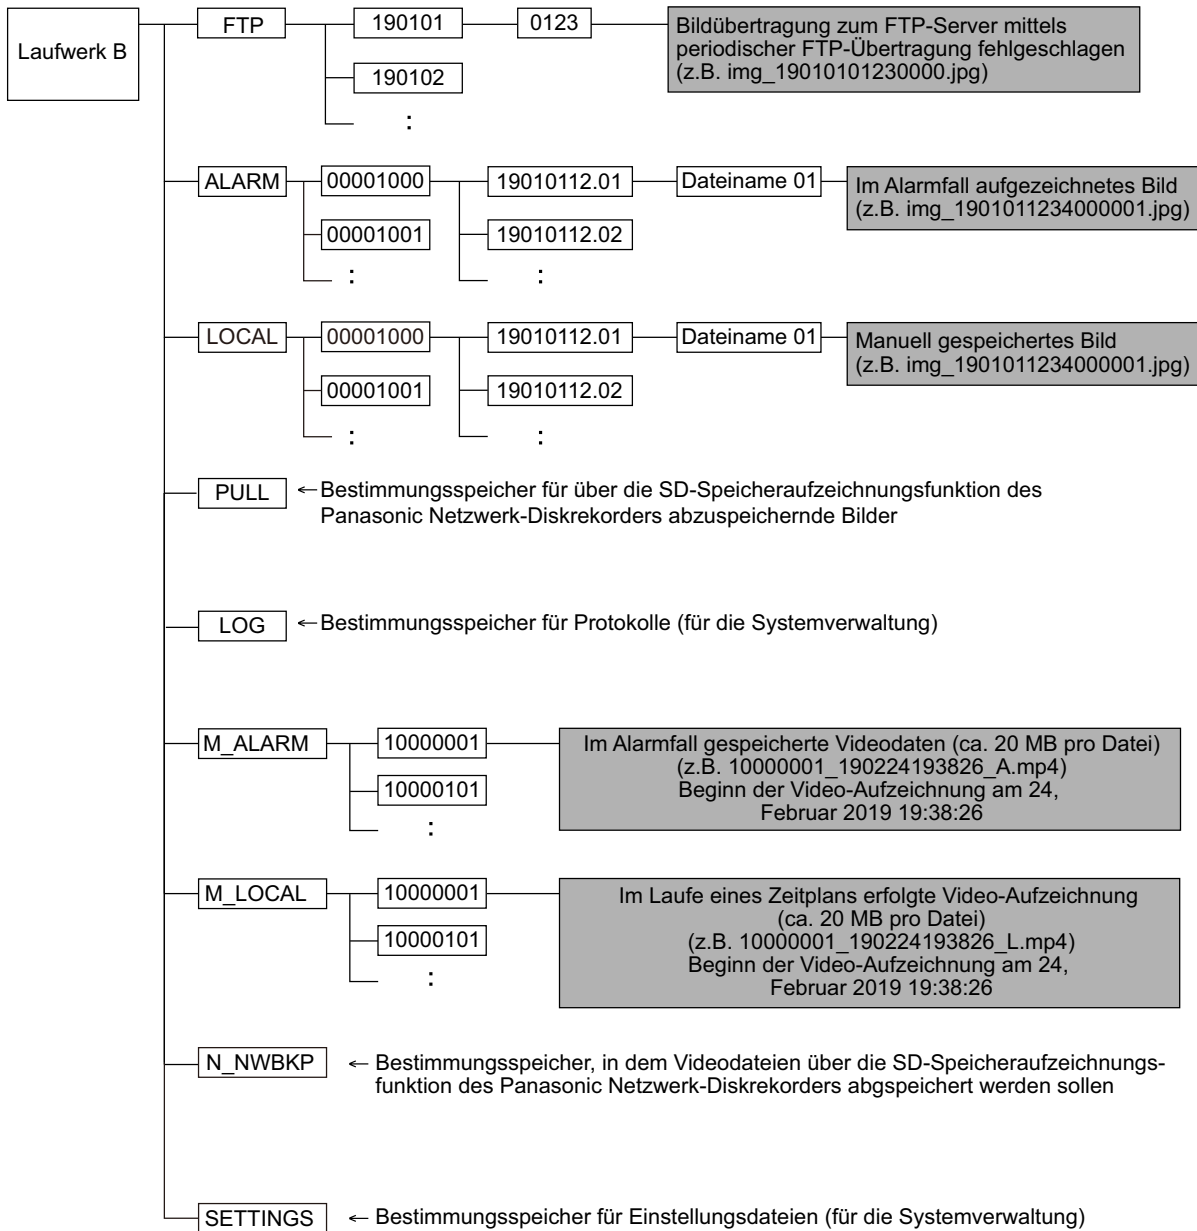 Laufwerk B
FTP
190101
0123
Bildübertragung zum FTP-Server mittels
periodischer FTP-Übertragung fehlgeschlagen
(z.B. img_19010101230000.jpg)
190102
:
ALARM
00001000
19010112.01
Dateiname 01
Im Alarmfall aufgezeichnetes Bild
(z.B. img_1901011234000001.jpg)
00001001
19010112.02
:
:
LOCAL
00001000
19010112.01
Dateiname 01
Manuell gespeichertes Bild
(z.B. img_1901011234000001.jpg)
00001001
19010112.02
:
:
PULL
←Bestimmungsspeicher für über die SD-Speicheraufzeichnungsfunktion des
Panasonic Netzwerk-Diskrekorders abzuspeichernde Bilder
LOG
←Bestimmungsspeicher für Protokolle (für die Systemverwaltung)
M_ALARM
10000001
Im Alarmfall gespeicherte Videodaten (ca. 20 MB pro Datei)
(z.B. 10000001_190224193826_A.mp4)
Beginn der Video-Aufzeichnung am 24,
Februar 2019 19:38:26
10000101
:
M_LOCAL
10000001
Im Laufe eines Zeitplans erfolgte Video-Aufzeichnung
(ca. 20 MB pro Datei)
(z.B. 10000001_190224193826_L.mp4)
Beginn der Video-Aufzeichnung am 24,
Februar 2019 19:38:26
10000101
:
N_NWBKP
← Bestimmungsspeicher, in dem Videodateien über die SD-Speicheraufzeichnungs-
funktion des Panasonic Netzwerk-Diskrekorders abgspeichert werden sollen
SETTINGS
← Bestimmungsspeicher für Einstellungsdateien (für die Systemverwaltung)